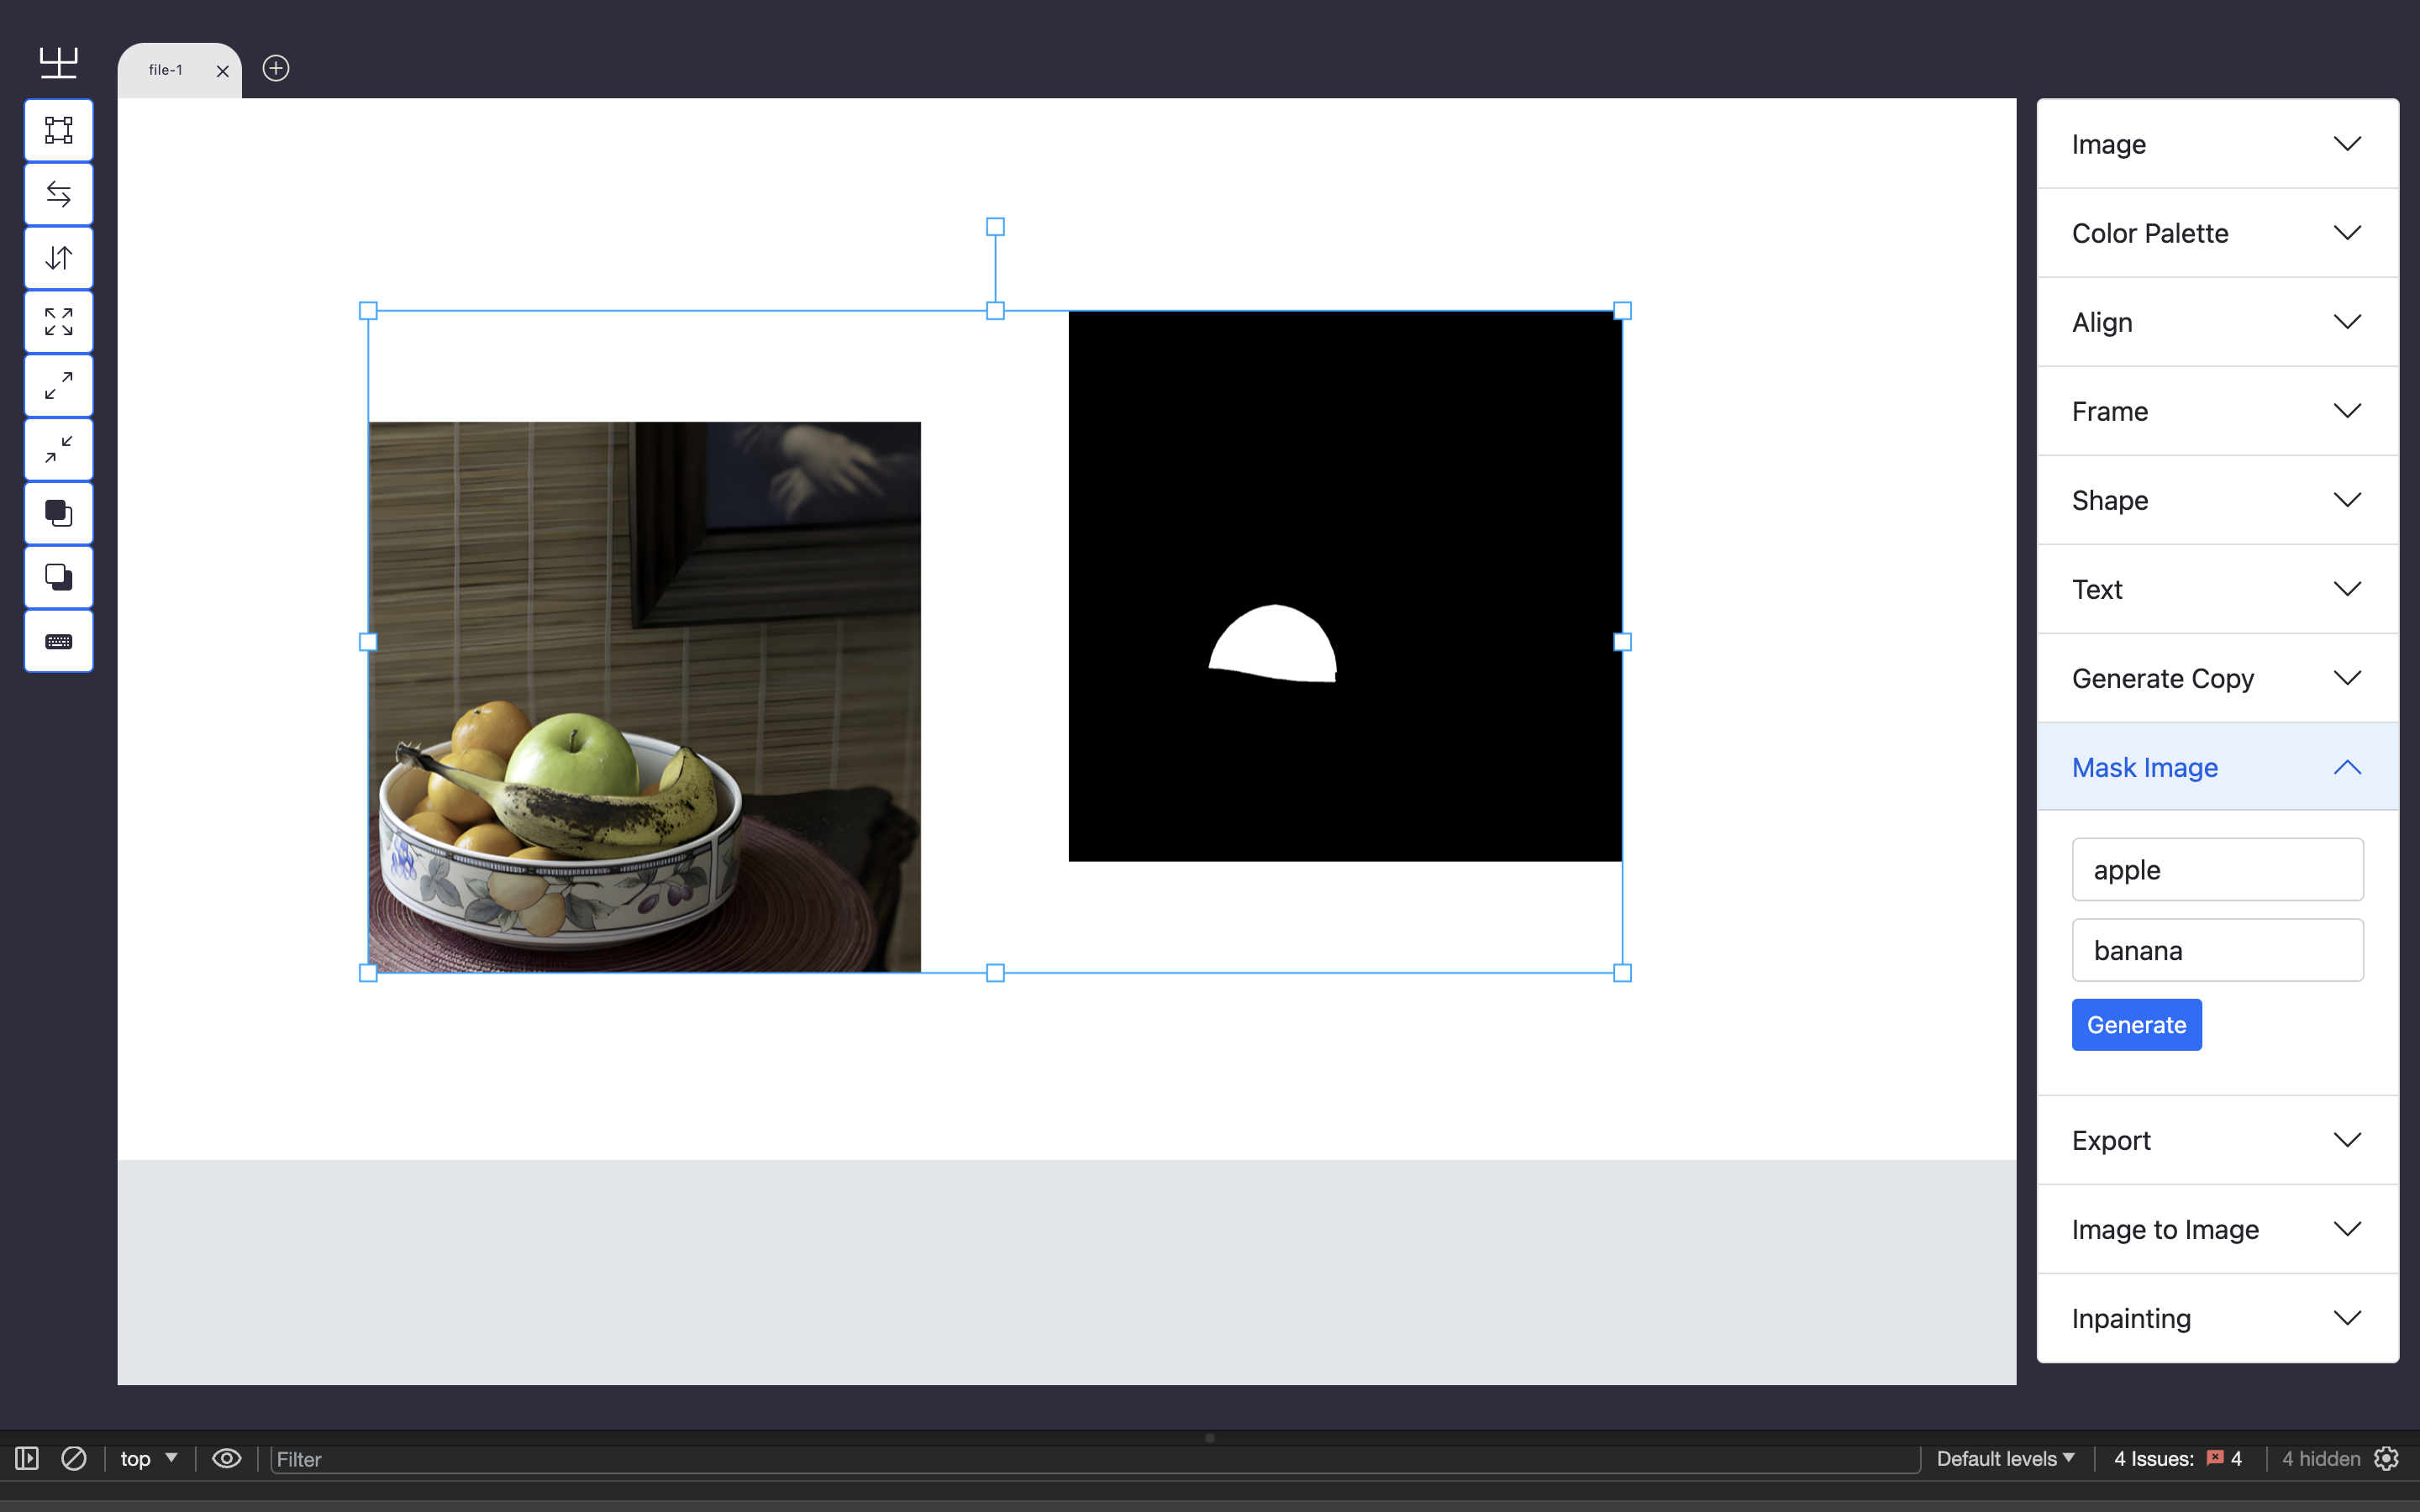 file-1
Image
Color Palette
Align
Frame
Shape
Text
Generate Copy
Mask Image
apple
banana
Generate
Export
Image to Image
Inpainting
top
Filter
Default levels
4 Issues: 4
4 hidden